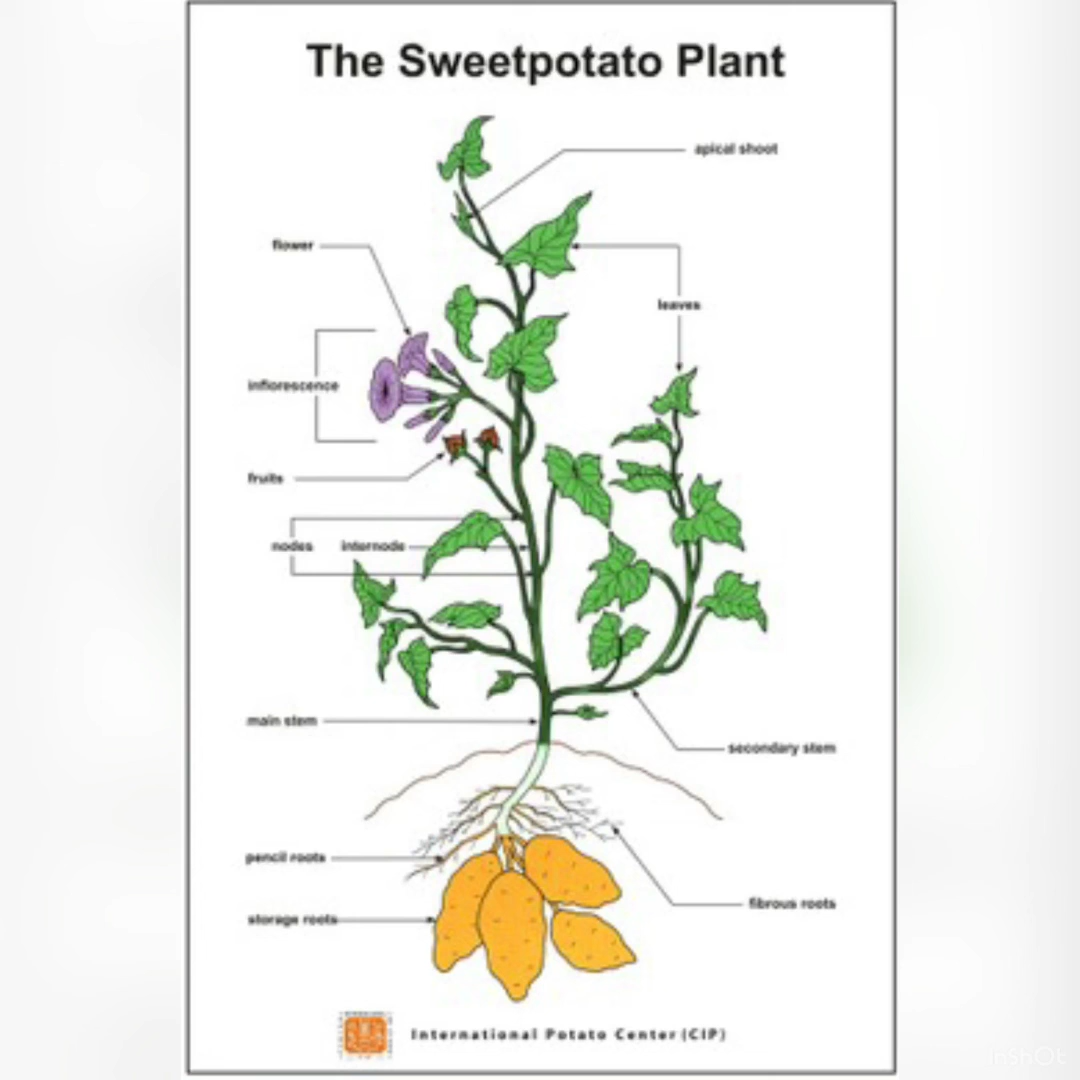 The Sweetpotato Plant
apical shoot
flower
leaves
inflorescence
fruits
nodes
internode
main stem
secondary stem
pencil roots
fibrous roots
storage roots
International Potato Center (CIP)
InShOt